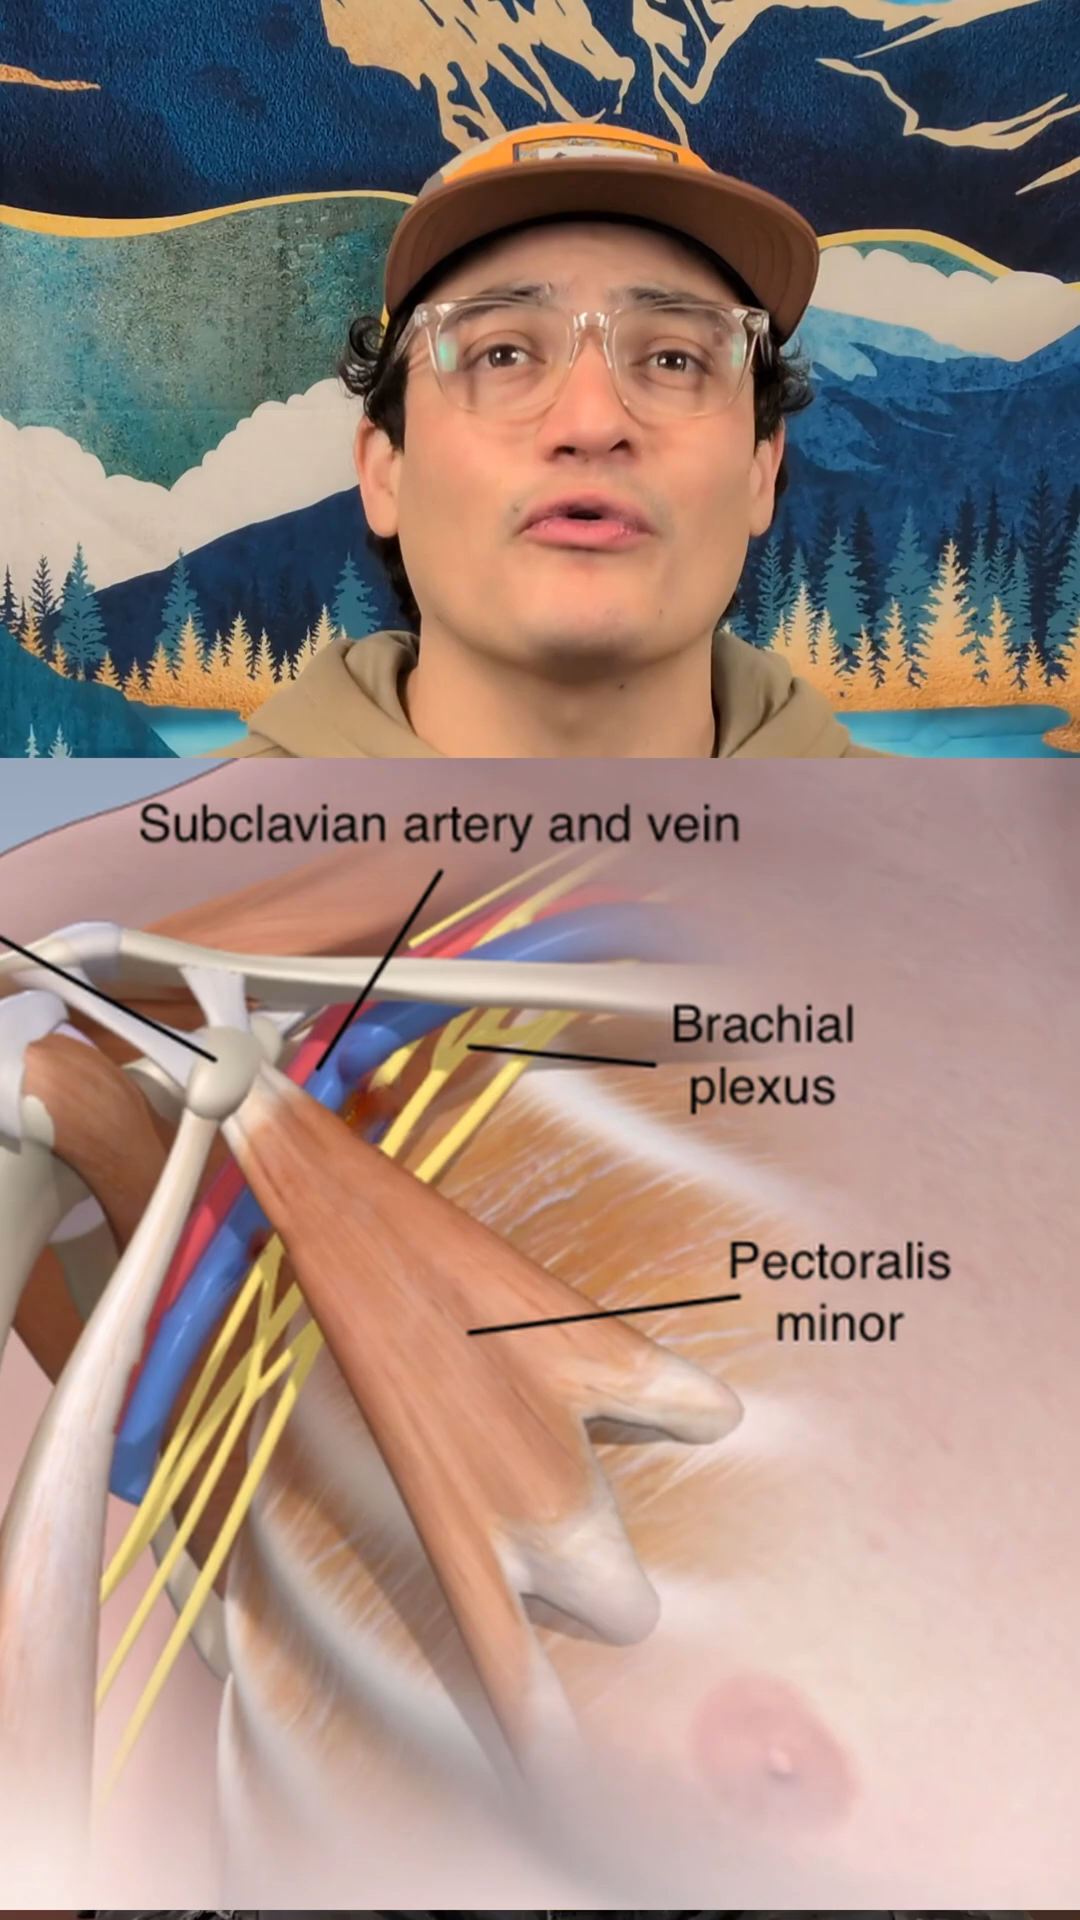 Subclavian artery and vein
Brachial
plexus
Pectoralis
minor